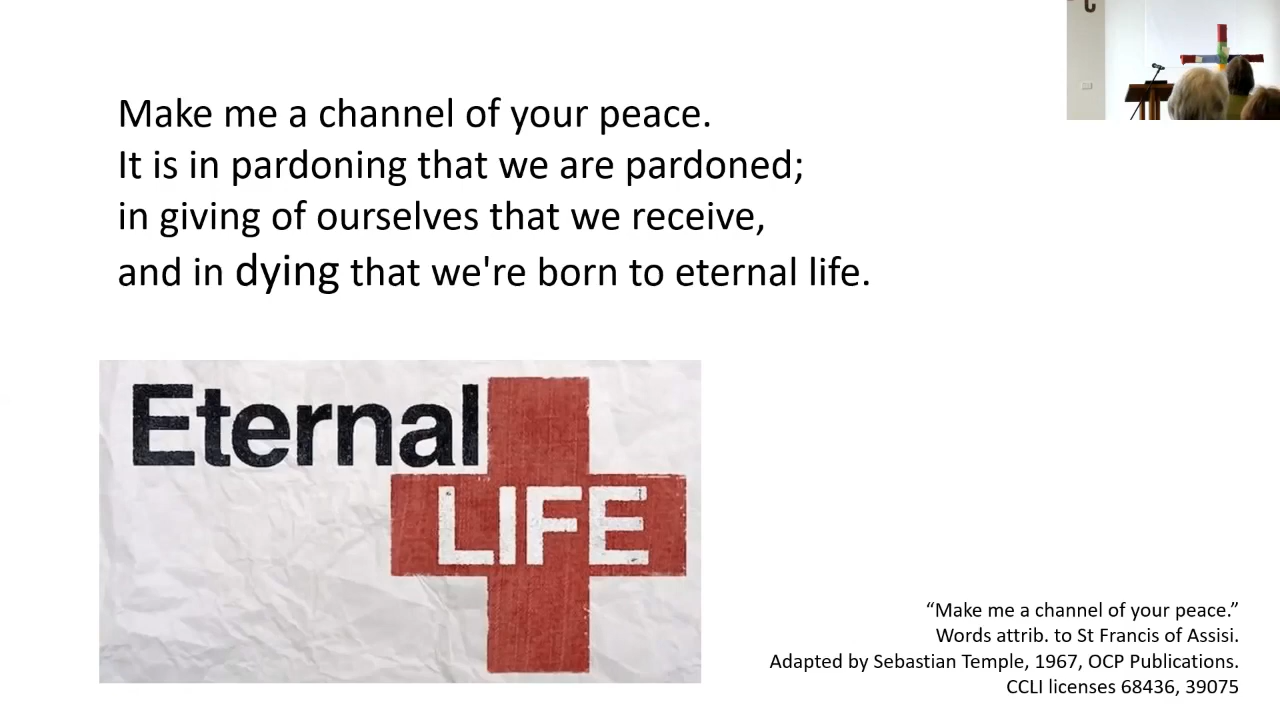 Make me a channel of your peace.
It is in pardoning that we are pardoned;
in giving of ourselves that we receive,
and in dying that we're born to eternal life.
Eternal
LIFE
“Make me a channel of your peace.”
Words attrib. to St Francis of Assisi.
Adapted by Sebastian Temple, 1967, OCP Publications.
CCLI licenses 68436, 39075